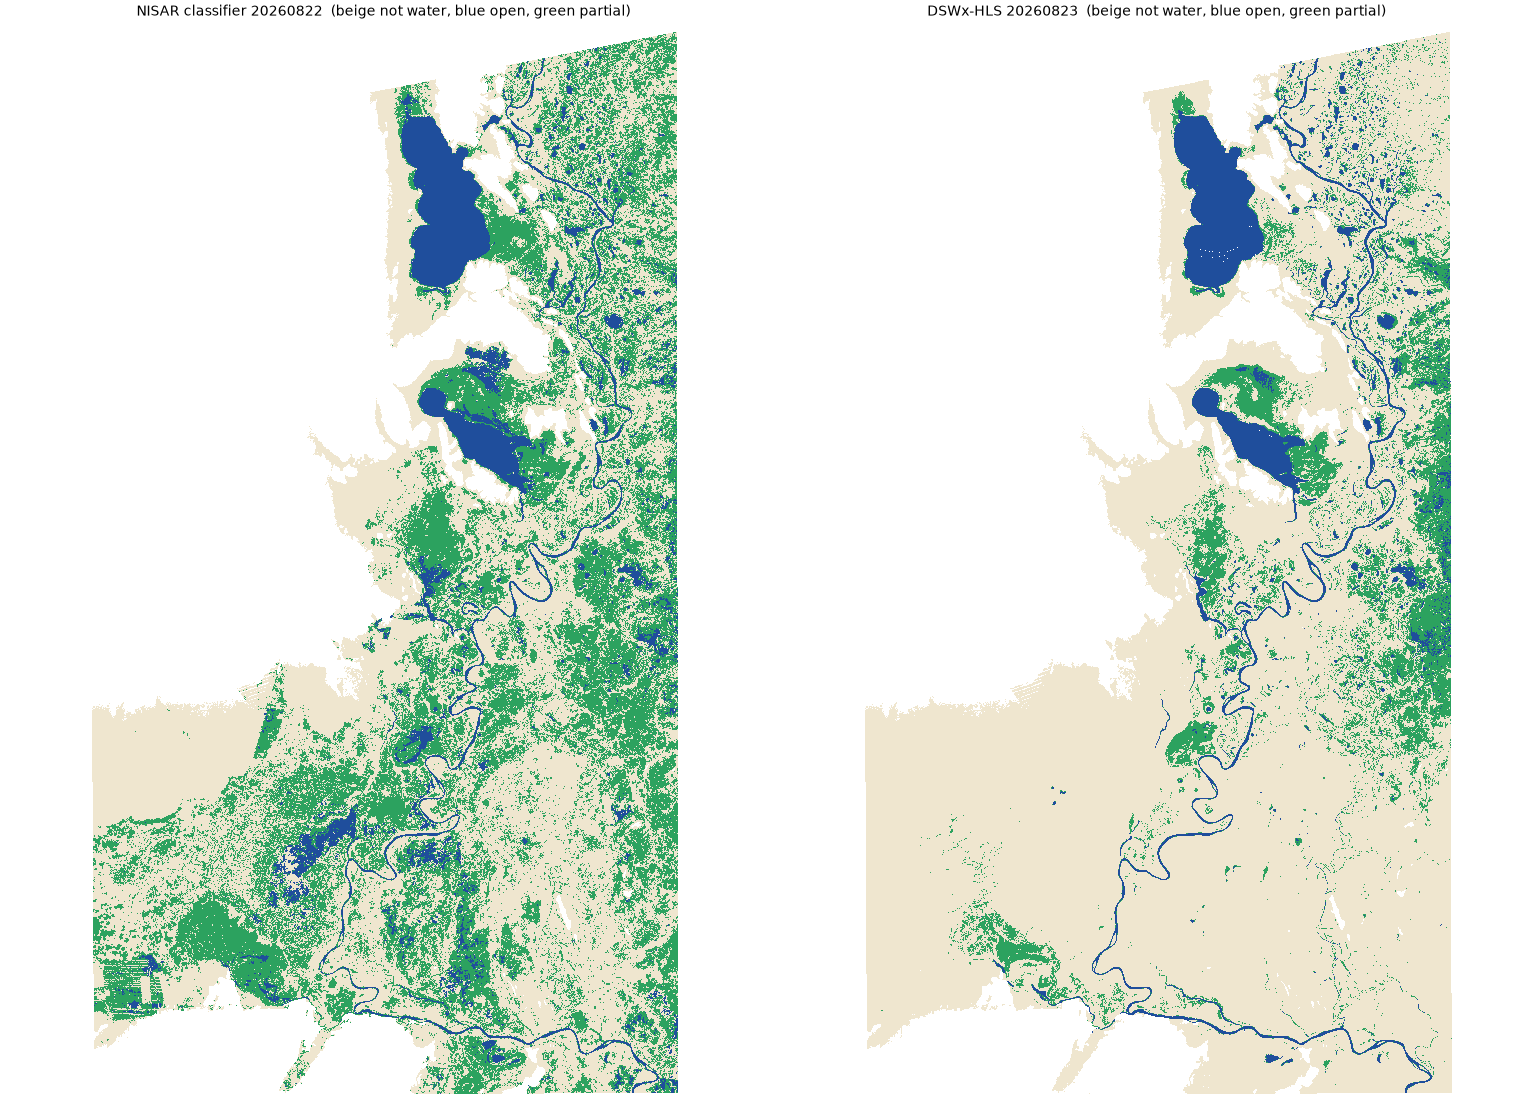 NISAR classifier 20260822  (beige not water, blue open, green partial)
DSWx-HLS 20260823  (beige not water, blue open, green partial)